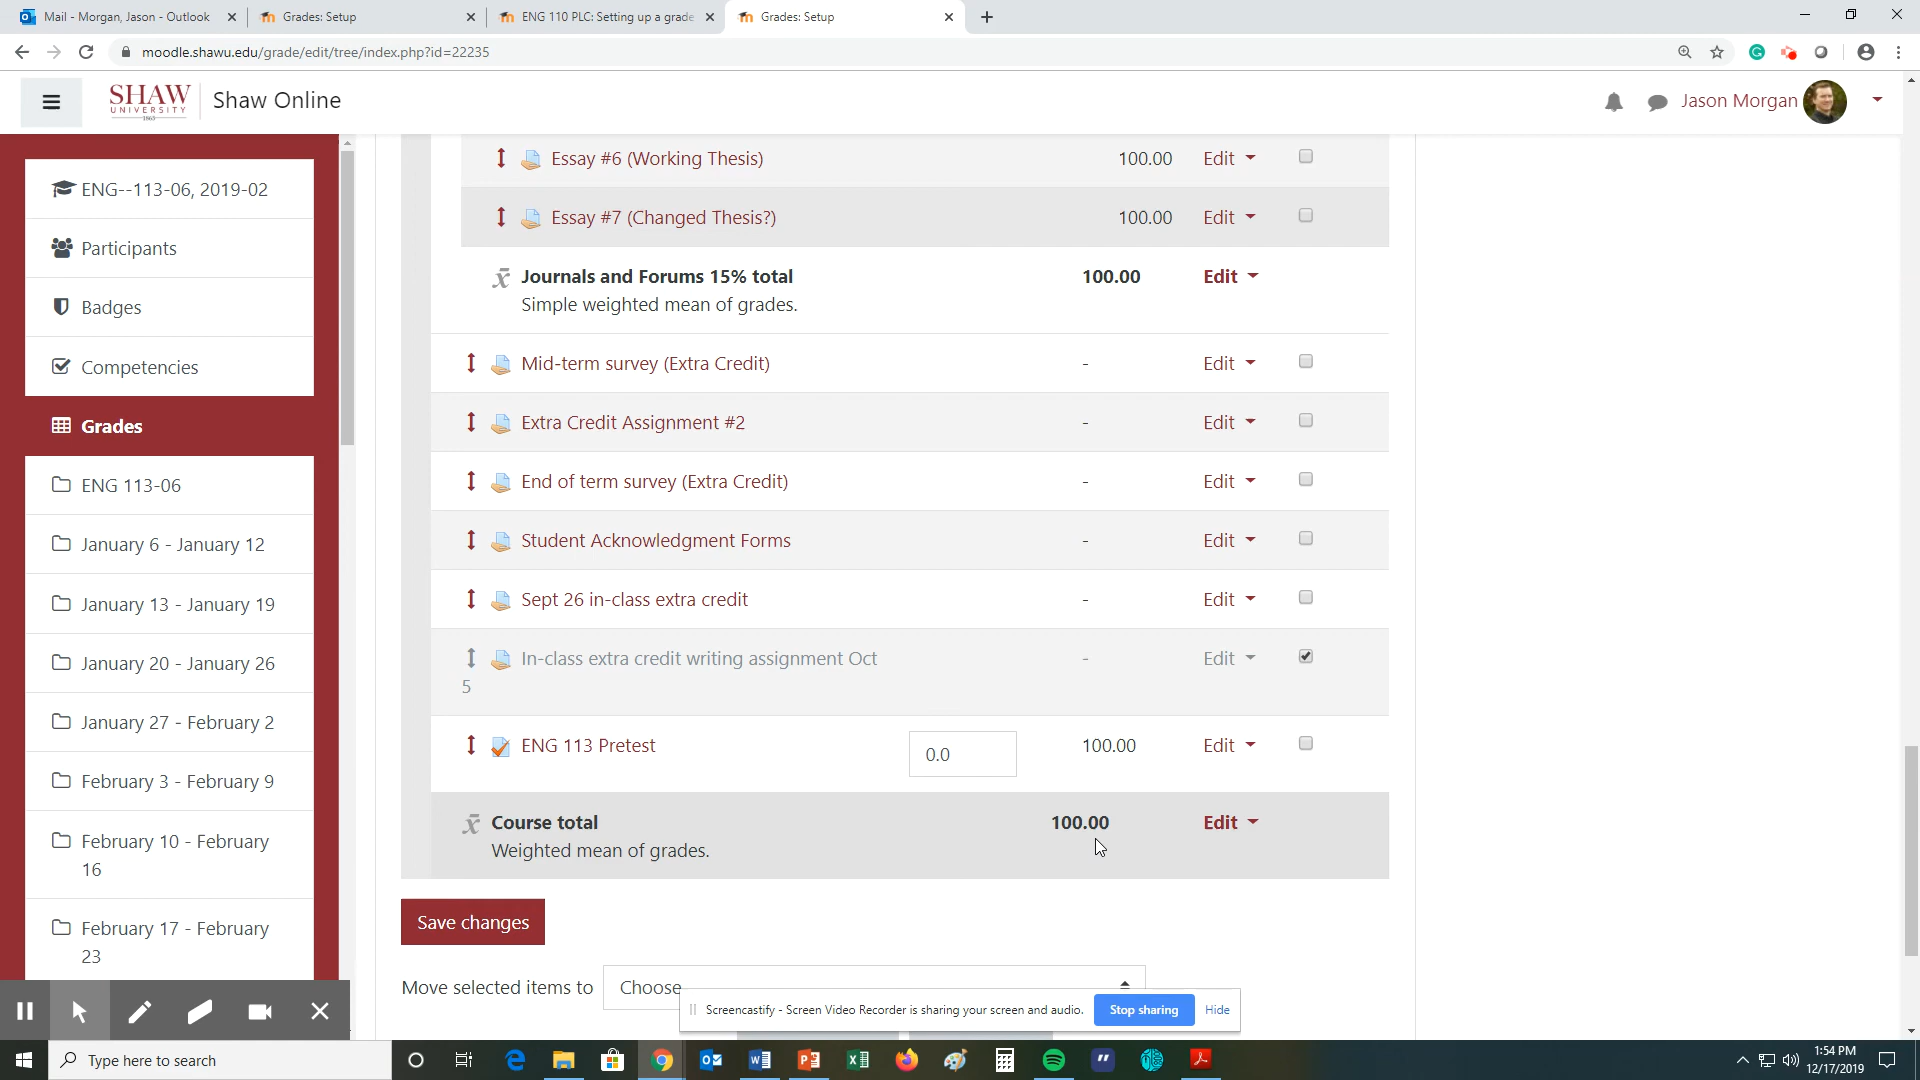 Mail - Morgan, Jason - Outlook
Grades: Setup
ENG 110 PLC: Setting up a grade
Grades: Setup
moodle.shawu.edu/grade/edit/tree/index.php?id=22235
SHAW
UNIVERSITY
1865
Shaw Online
Jason Morgan
ENG--113-06, 2019-02
Participants
Badges
Competencies
Grades
ENG 113-06
January 6 - January 12
January 13 - January 19
January 20 - January 26
January 27 - February 2
February 3 - February 9
February 10 - February
16
February 17 - February
23
Essay #6 (Working Thesis) 100.00 Edit
Essay #7 (Changed Thesis?) 100.00 Edit
x̄ Journals and Forums 15% total 100.00 Edit
Simple weighted mean of grades.
Mid-term survey (Extra Credit) - Edit
Extra Credit Assignment #2 - Edit
End of term survey (Extra Credit) - Edit
Student Acknowledgment Forms - Edit
Sept 26 in-class extra credit - Edit
In-class extra credit writing assignment Oct - Edit
5
ENG 113 Pretest 0.0 100.00 Edit
x̄ Course total 100.00 Edit
Weighted mean of grades.
Save changes
Move selected items to Choose
Screencastify - Screen Video Recorder is sharing your screen and audio. Stop sharing Hide
Type here to search
1:54 PM
12/17/2019